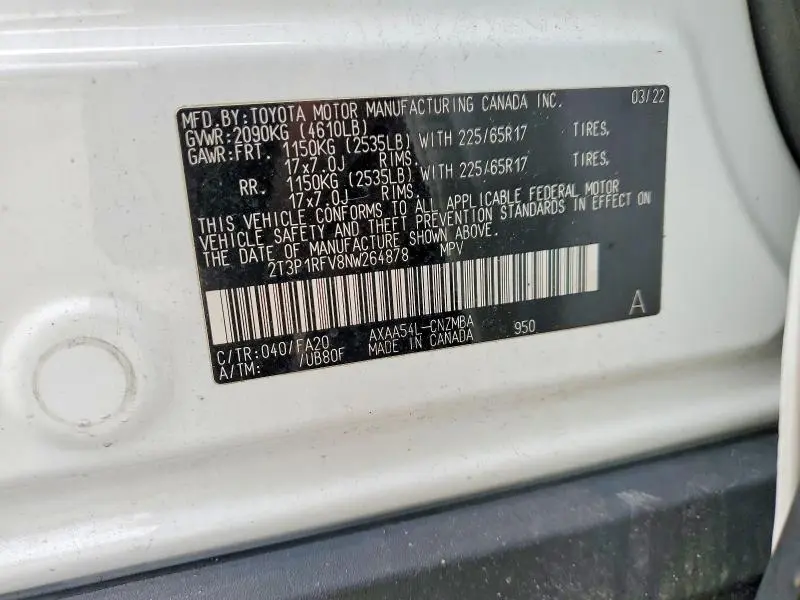 MFD.BY:TOYOTA MOTOR MANUFACTURING CANADA INC. 03/22
GVWR:2090KG (4610LB)
GAWR:FRT. 1150KG (2535LB) WITH 225/65R17 TIRES,
17x7.0J RIMS.
RR. 1150KG (2535LB) WITH 225/65R17 TIRES,
17x7.0J RIMS.
THIS VEHICLE CONFORMS TO ALL APPLICABLE FEDERAL MOTOR
VEHICLE SAFETY AND THEFT PREVENTION STANDARDS IN EFFECT ON
THE DATE OF MANUFACTURE SHOWN ABOVE.
2T3P1RFV8NW264878 MPV
A
C/TR:040/FA20 AXAA54L-CNZMBA 950
A/TM: /UB80F MADE IN CANADA